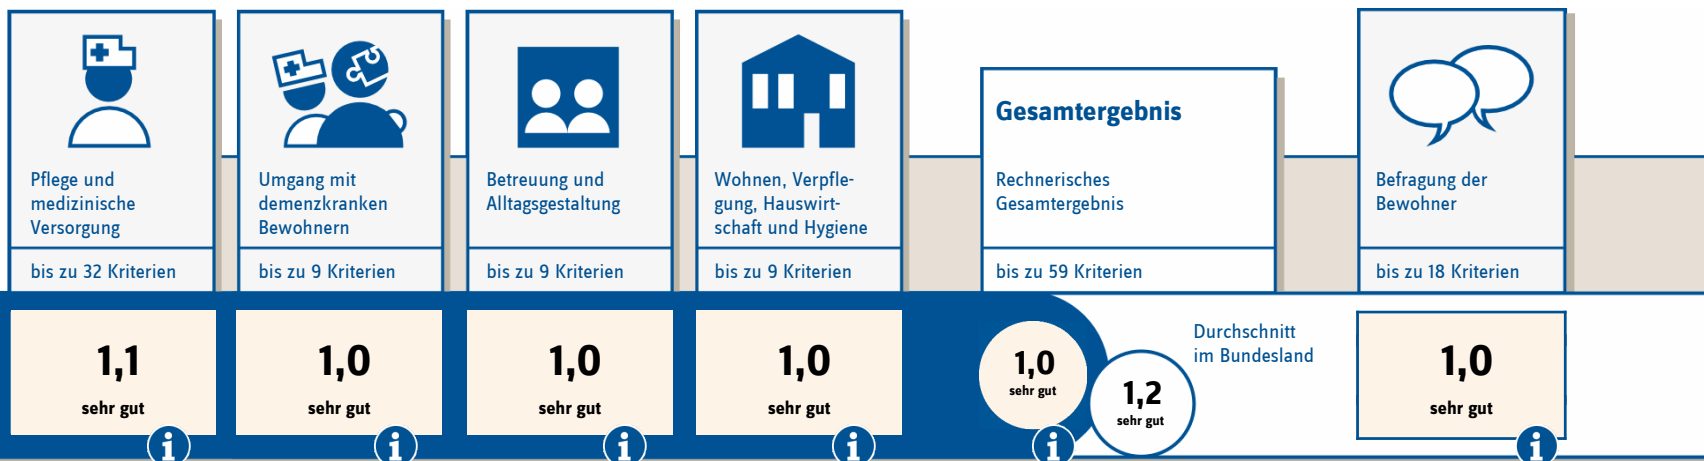 Pflege und
medizinische
Versorgung
bis zu 32 Kriterien
1,1
sehr gut
i
Umgang mit
demenzkranken
Bewohnern
bis zu 9 Kriterien
1,0
sehr gut
i
Betreuung und
Alltagsgestaltung
bis zu 9 Kriterien
1,0
sehr gut
i
Wohnen, Verpfle-
gung, Hauswirt-
schaft und Hygiene
bis zu 9 Kriterien
1,0
sehr gut
i
Gesamtergebnis
Rechnerisches
Gesamtergebnis
bis zu 59 Kriterien
1,0
sehr gut
i
1,2
sehr gut
Durchschnitt
im Bundesland
Befragung der
Bewohner
bis zu 18 Kriterien
1,0
sehr gut
i